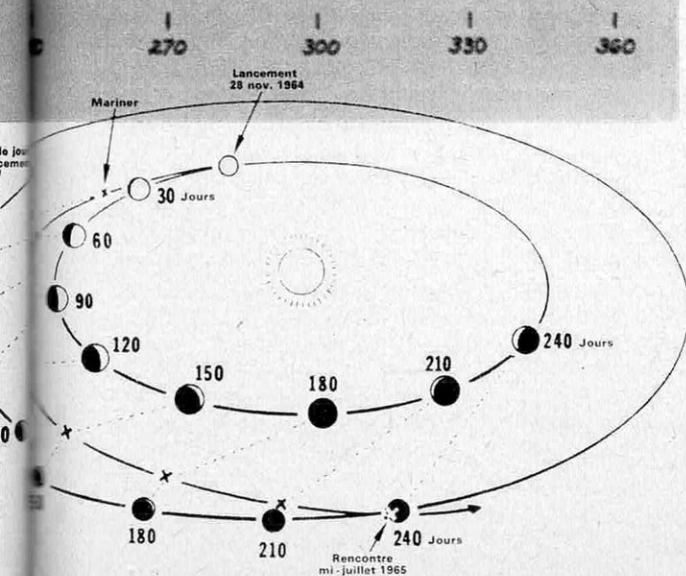 270 300 330 360
Lancement
28 nov. 1964
Mariner
30 Jours
60
90
120
150
180
210
240 Jours
180
210
240 Jours
Rencontre
mi-juillet 1965